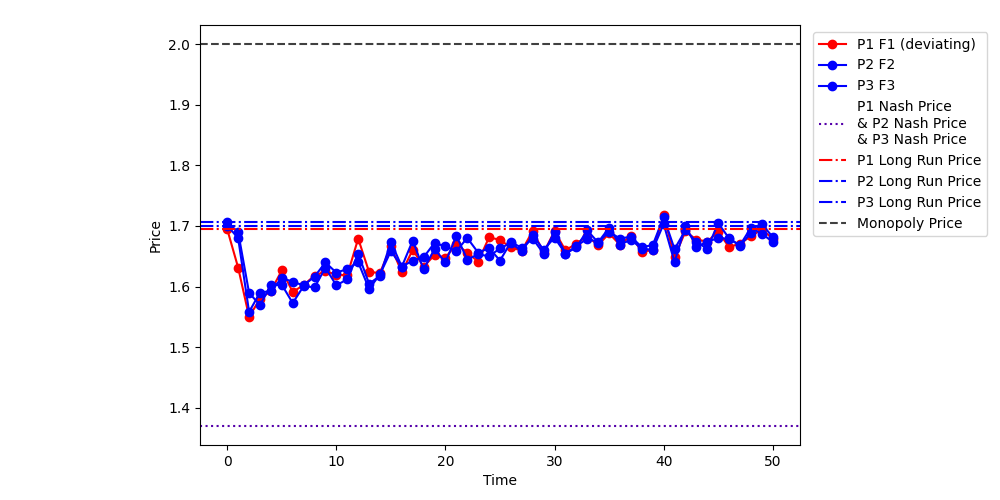 2.0
1.9
1.8
1.7
1.6
1.5
1.4
Price
0
10
20
30
40
50
Time
P1 F1 (deviating)
P2 F2
P3 F3
P1 Nash Price
& P2 Nash Price
& P3 Nash Price
P1 Long Run Price
P2 Long Run Price
P3 Long Run Price
Monopoly Price